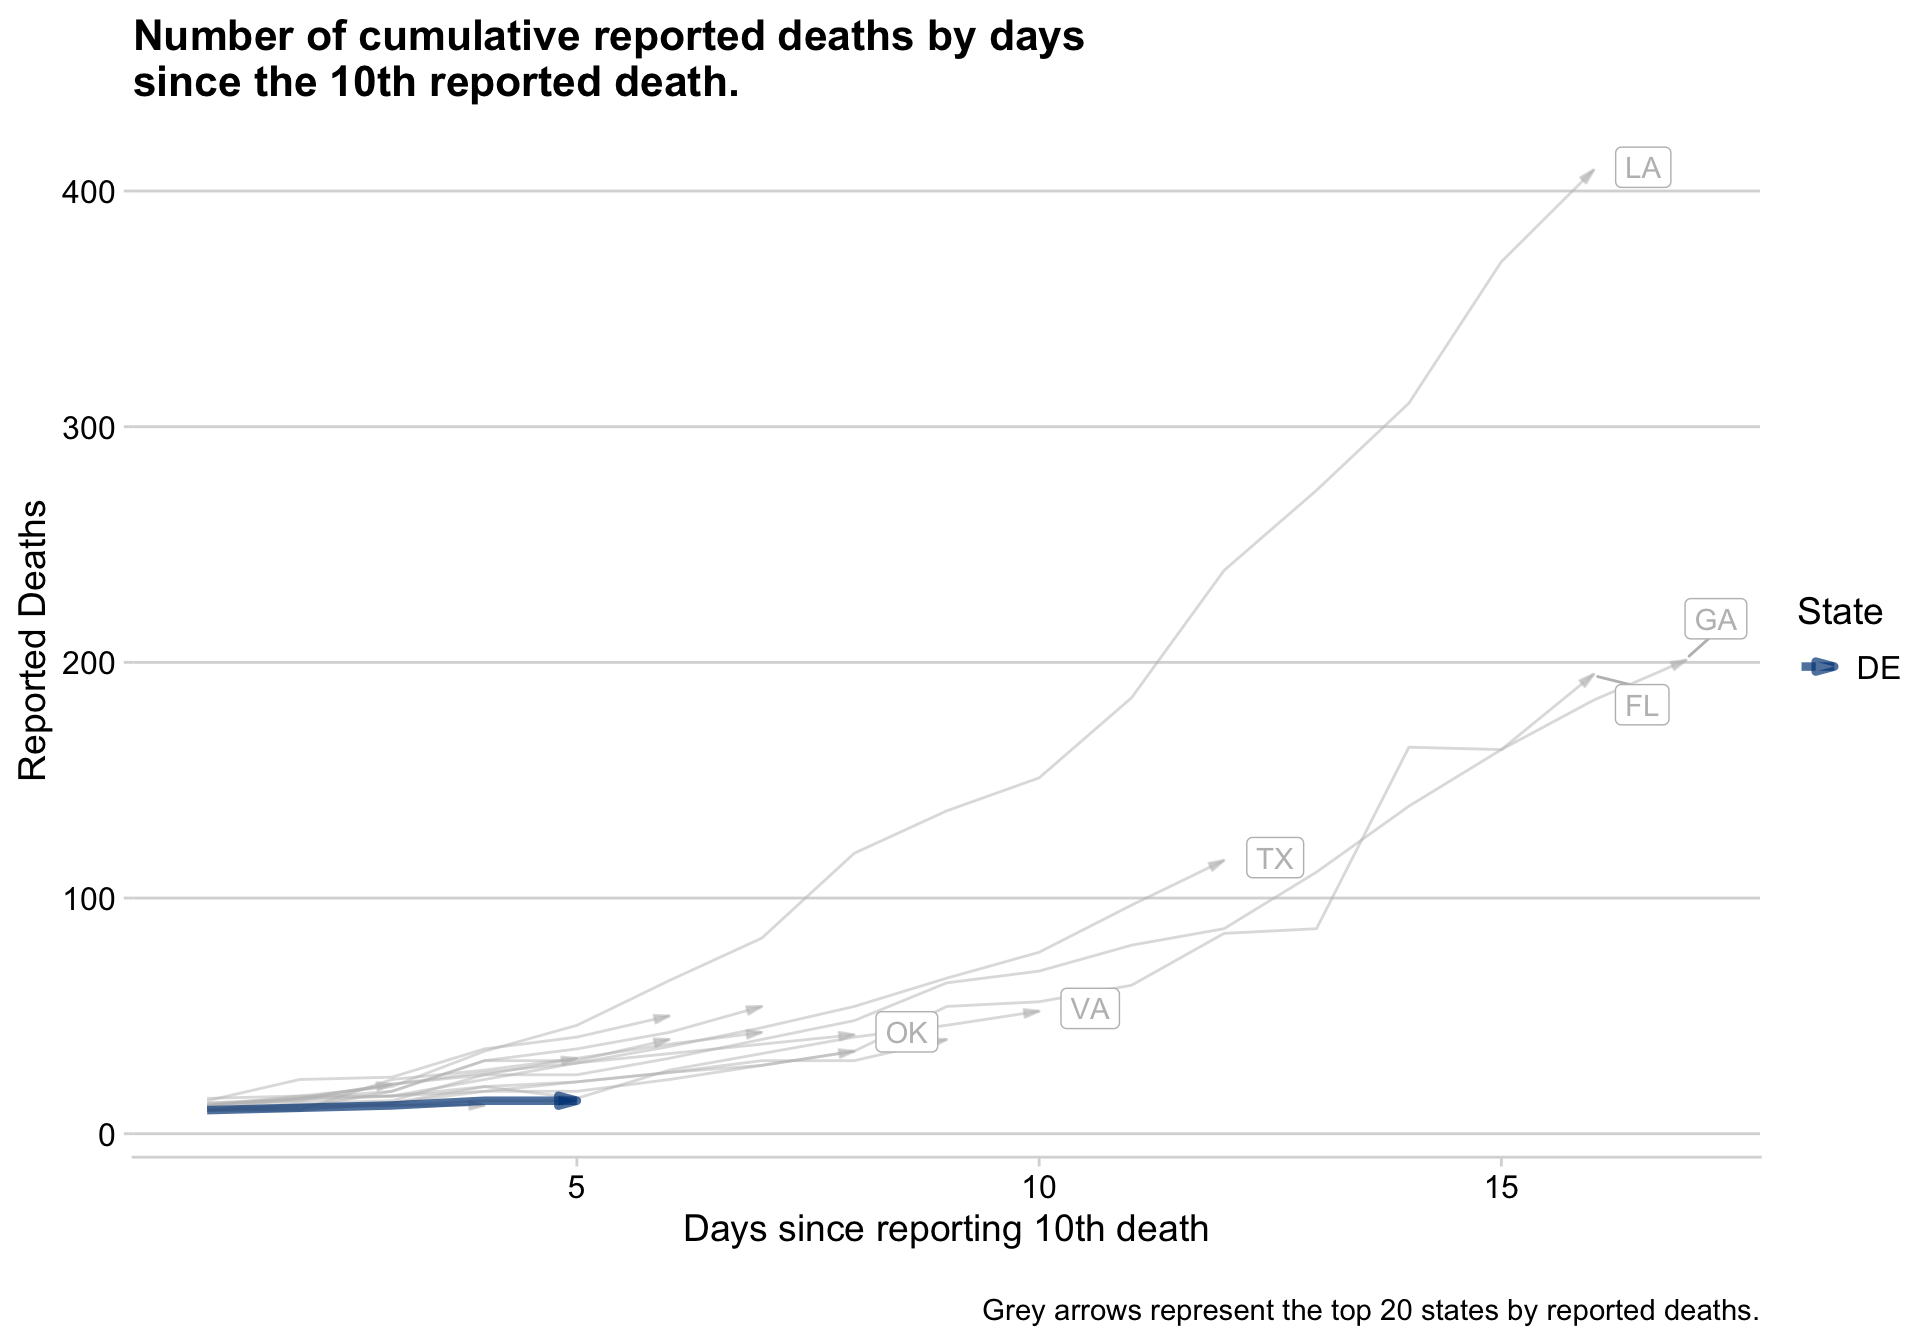 Number of cumulative reported deaths by days
since the 10th reported death.
LA
400
300
GA
State
200
DE
FL
Reported Deaths
TX
100
VA
OK
0
5
10
15
Days since reporting 10th death
Grey arrows represent the top 20 states by reported deaths.